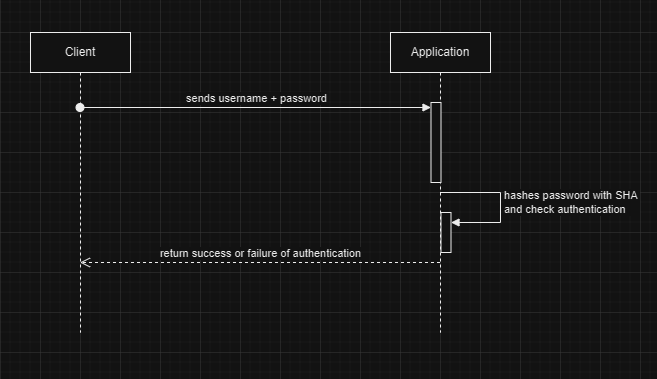 Client
Application
sends username + password
hashes password with SHA
and check authentication
return success or failure of authentication